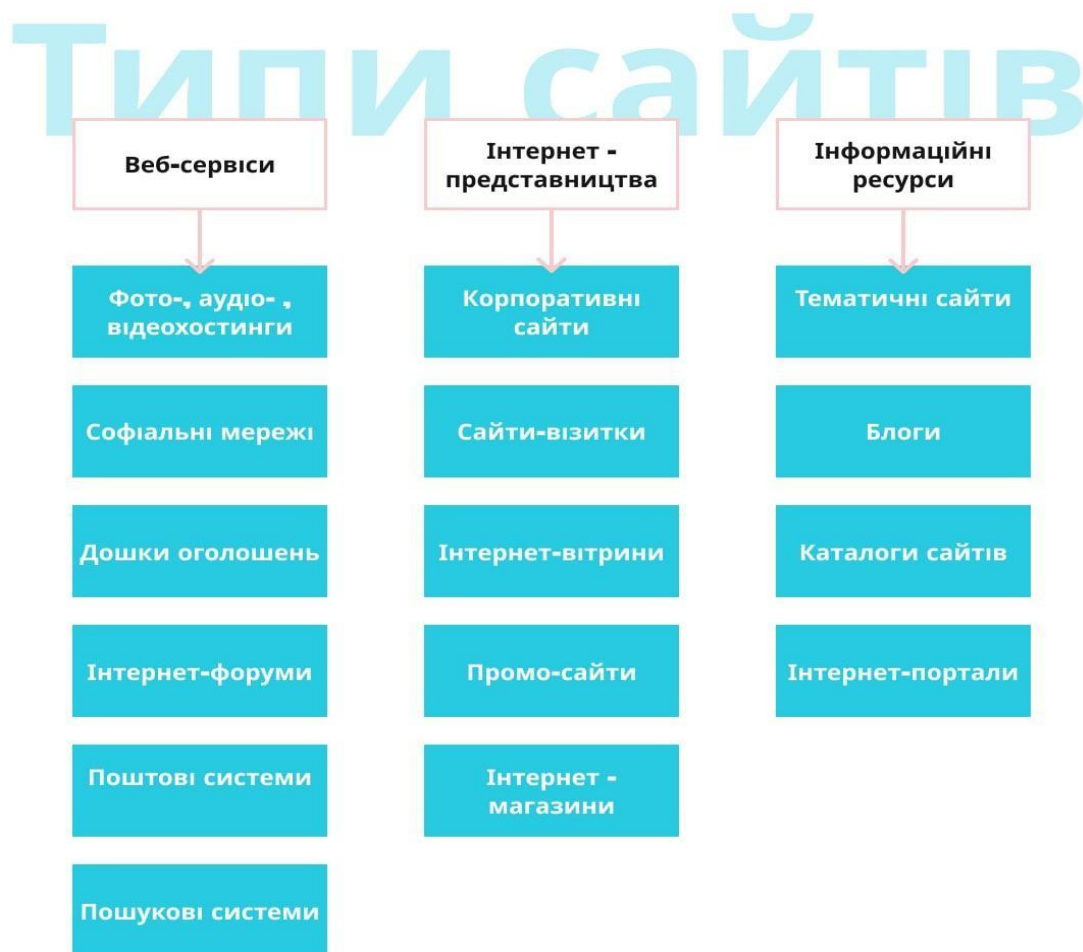 Типи сайтів
Веб-сервіси
Фото-, аудіо- ,
відеохостинги
Софіальні мережі
Дошки оголошень
Інтернет-форуми
Поштові системи
Пошукові системи
Інтернет -
представництва
Корпоративні
сайти
Сайти-візитки
Інтернет-вітрини
Промо-сайти
Інтернет -
магазини
Інформаційні
ресурси
Тематичні сайти
Блоги
Каталоги сайтів
Інтернет-портали